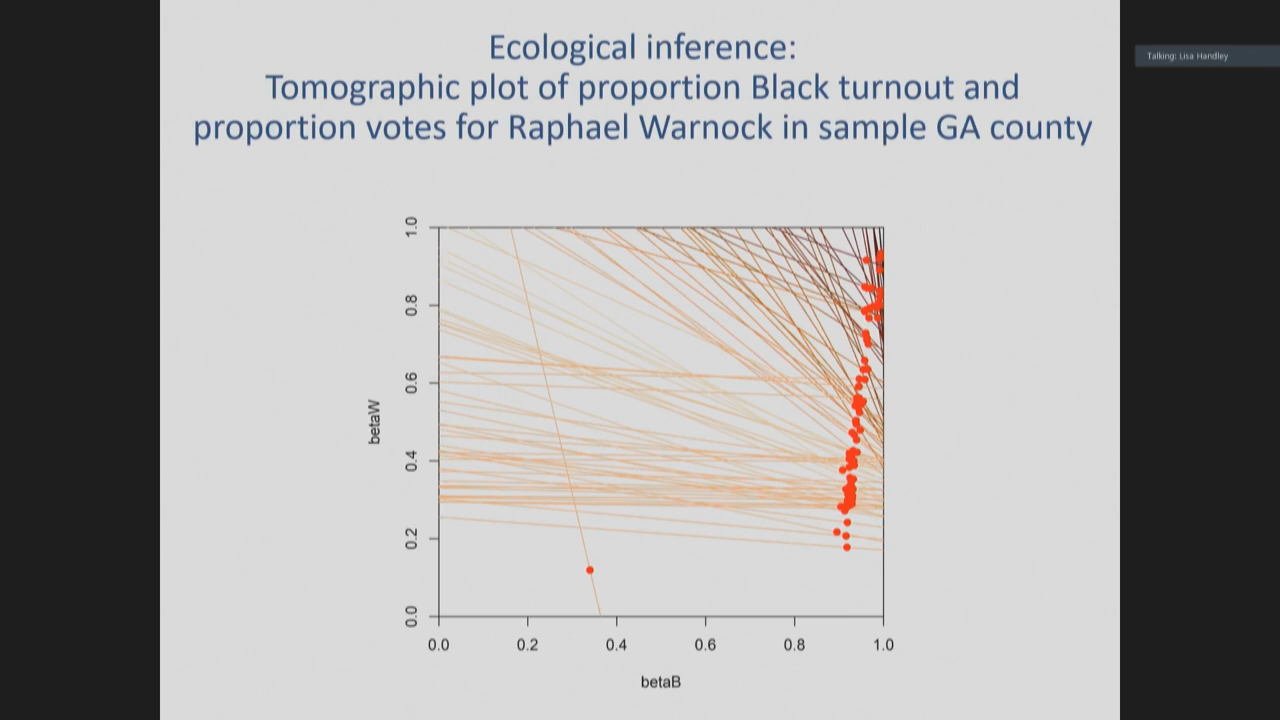 Ecological inference:
Tomographic plot of proportion Black turnout and
proportion votes for Raphael Warnock in sample GA county
Talking: Lisa Handley
1.0
0.8
0.6
0.4
0.2
0.0
betaW
0.0 0.2 0.4 0.6 0.8 1.0
betaB